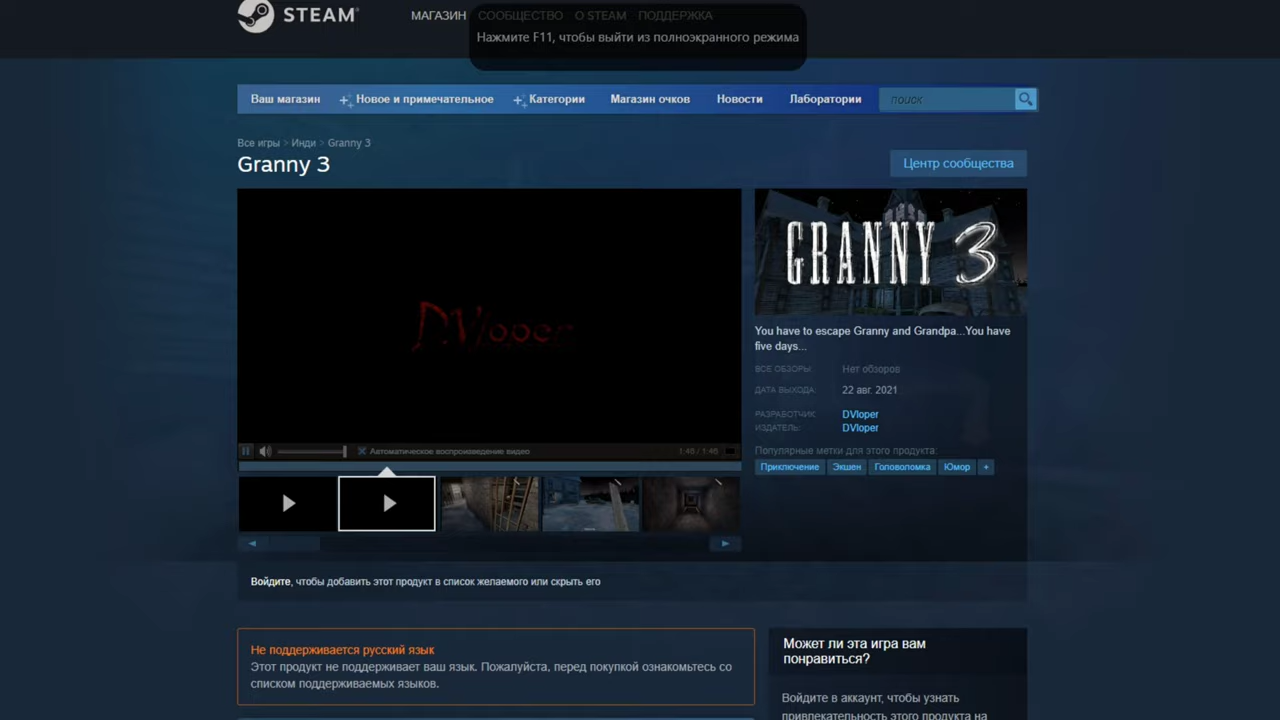 STEAM
МАГАЗИН СООБЩЕСТВО О STEAM ПОДДЕРЖКА
Нажмите F11, чтобы выйти из полноэкранного режима
Ваш магазин Новое и примечательное Категории Магазин очков Новости Лаборатории поиск
Все игры > Инди > Granny 3
Granny 3
Центр сообщества
DVloper
Автоматическое воспроизведение видео 1:46 / 1:46
GRANNY 3
You have to escape Granny and Grandpa...You have
five days...
ВСЕ ОБЗОРЫ: Нет обзоров
ДАТА ВЫХОДА: 22 авг. 2021
РАЗРАБОТЧИК: DVloper
ИЗДАТЕЛЬ: DVloper
Популярные метки для этого продукта:
Приключение Экшен Головоломка Юмор +
Войдите, чтобы добавить этот продукт в список желаемого или скрыть его
Не поддерживается русский язык
Этот продукт не поддерживает ваш язык. Пожалуйста, перед покупкой ознакомьтесь со
списком поддерживаемых языков.
Может ли эта игра вам
понравиться?
Войдите в аккаунт, чтобы узнать
привлекательность этого продукта на